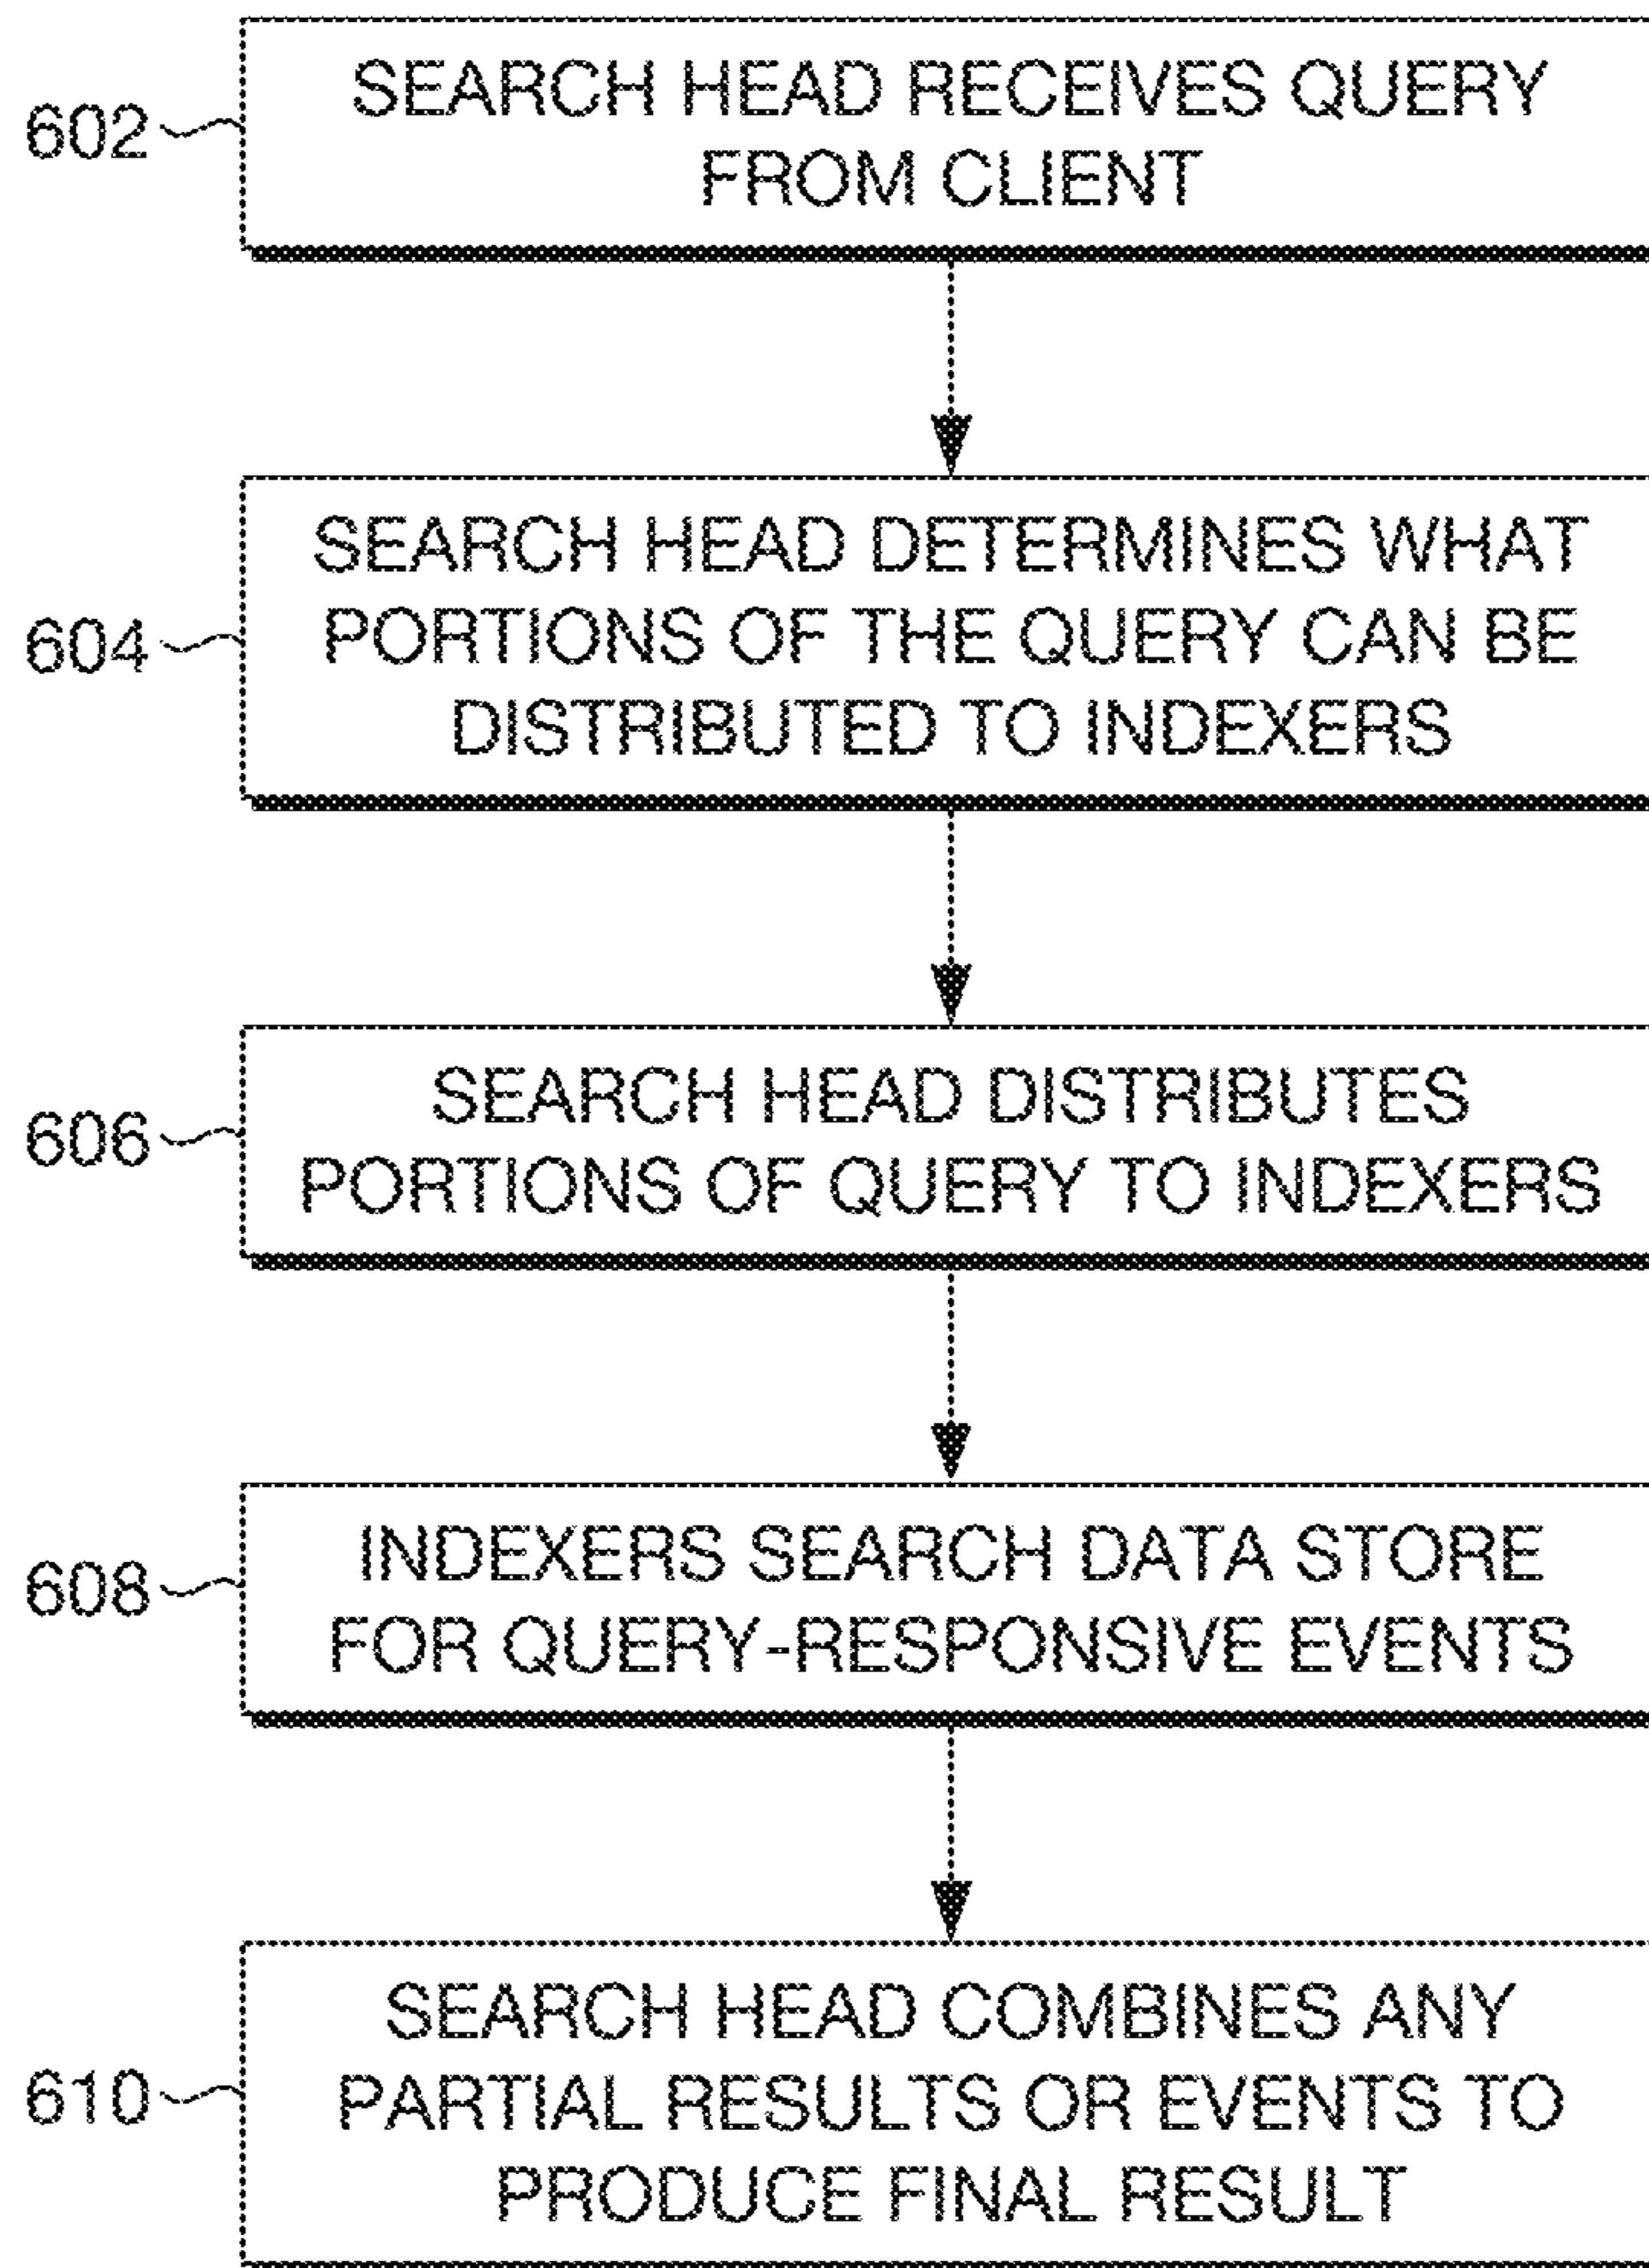 602
SEARCH HEAD RECEIVES QUERY
FROM CLIENT
604
SEARCH HEAD DETERMINES WHAT
PORTIONS OF THE QUERY CAN BE
DISTRIBUTED TO INDEXERS
606
SEARCH HEAD DISTRIBUTES
PORTIONS OF QUERY TO INDEXERS
608
INDEXERS SEARCH DATA STORE
FOR QUERY-RESPONSIVE EVENTS
610
SEARCH HEAD COMBINES ANY
PARTIAL RESULTS OR EVENTS TO
PRODUCE FINAL RESULT